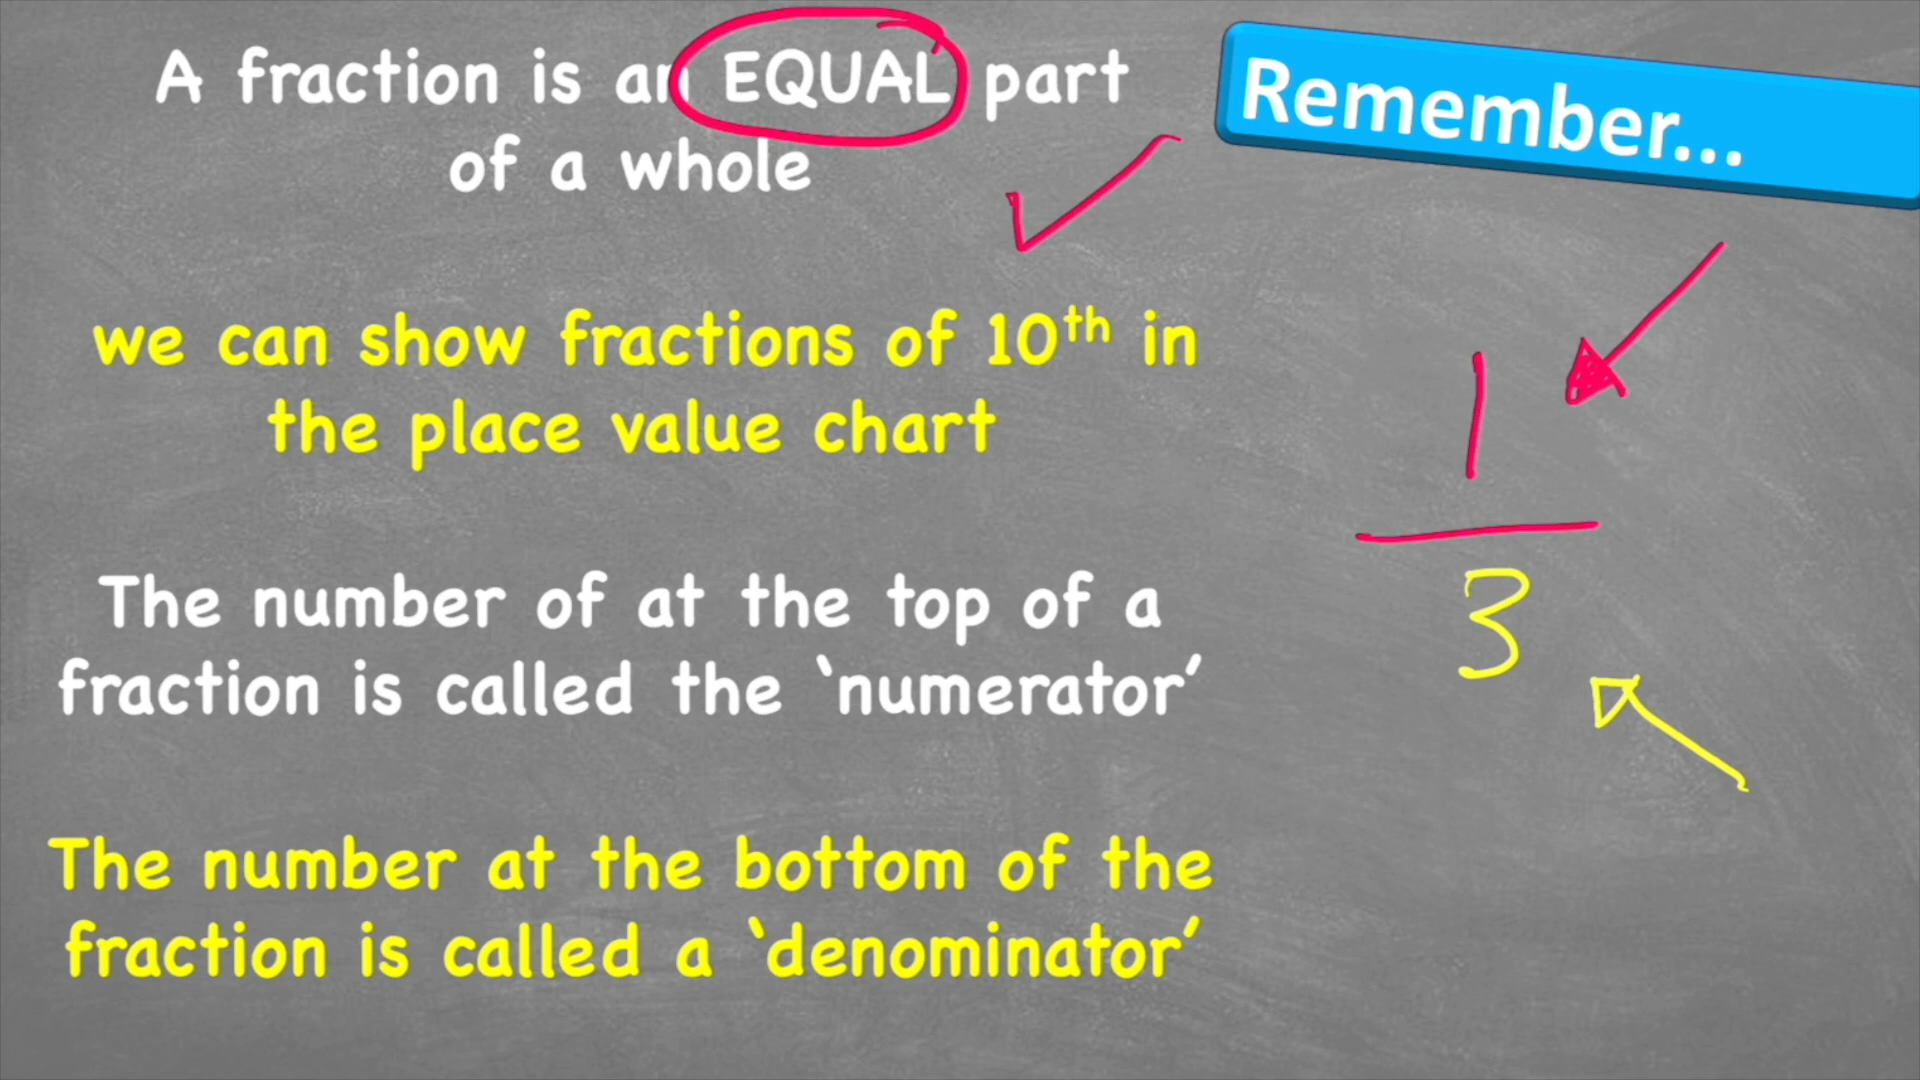 A fraction is an EQUAL part
of a whole
Remember...
we can show fractions of 10th in
the place value chart
The number of at the top of a
fraction is called the ‘numerator’
The number at the bottom of the
fraction is called a ‘denominator’
1
3